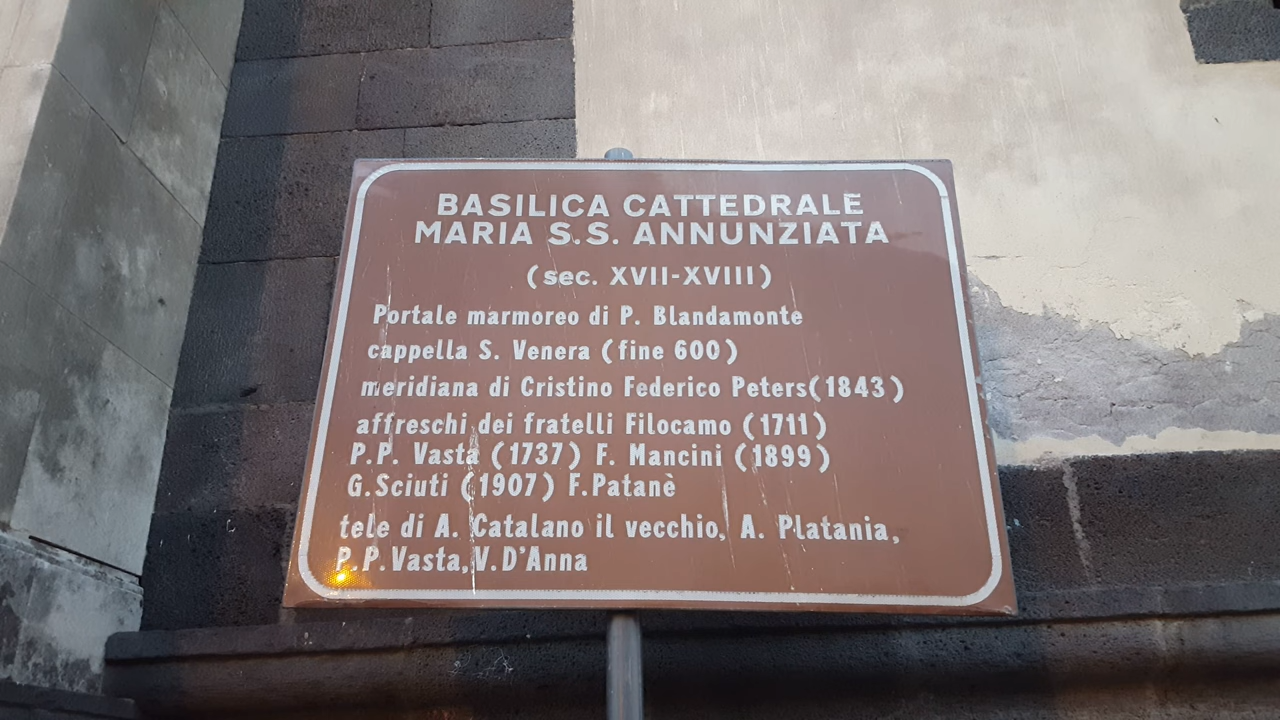 BASILICA CATTEDRALE
MARIA S.S. ANNUNZIATA
(sec. XVII-XVIII)
Portale marmoreo di P. Blandamonte
cappella S. Venera (fine 600)
meridiana di Cristino Federico Peters(1843)
affreschi dei fratelli Filocamo (1711)
P.P. Vasta (1737) F. Mancini (1899)
G.Sciuti (1907) F.Patanè
tele di A. Catalano il vecchio, A. Platania,
P.P.Vasta,V.D'Anna